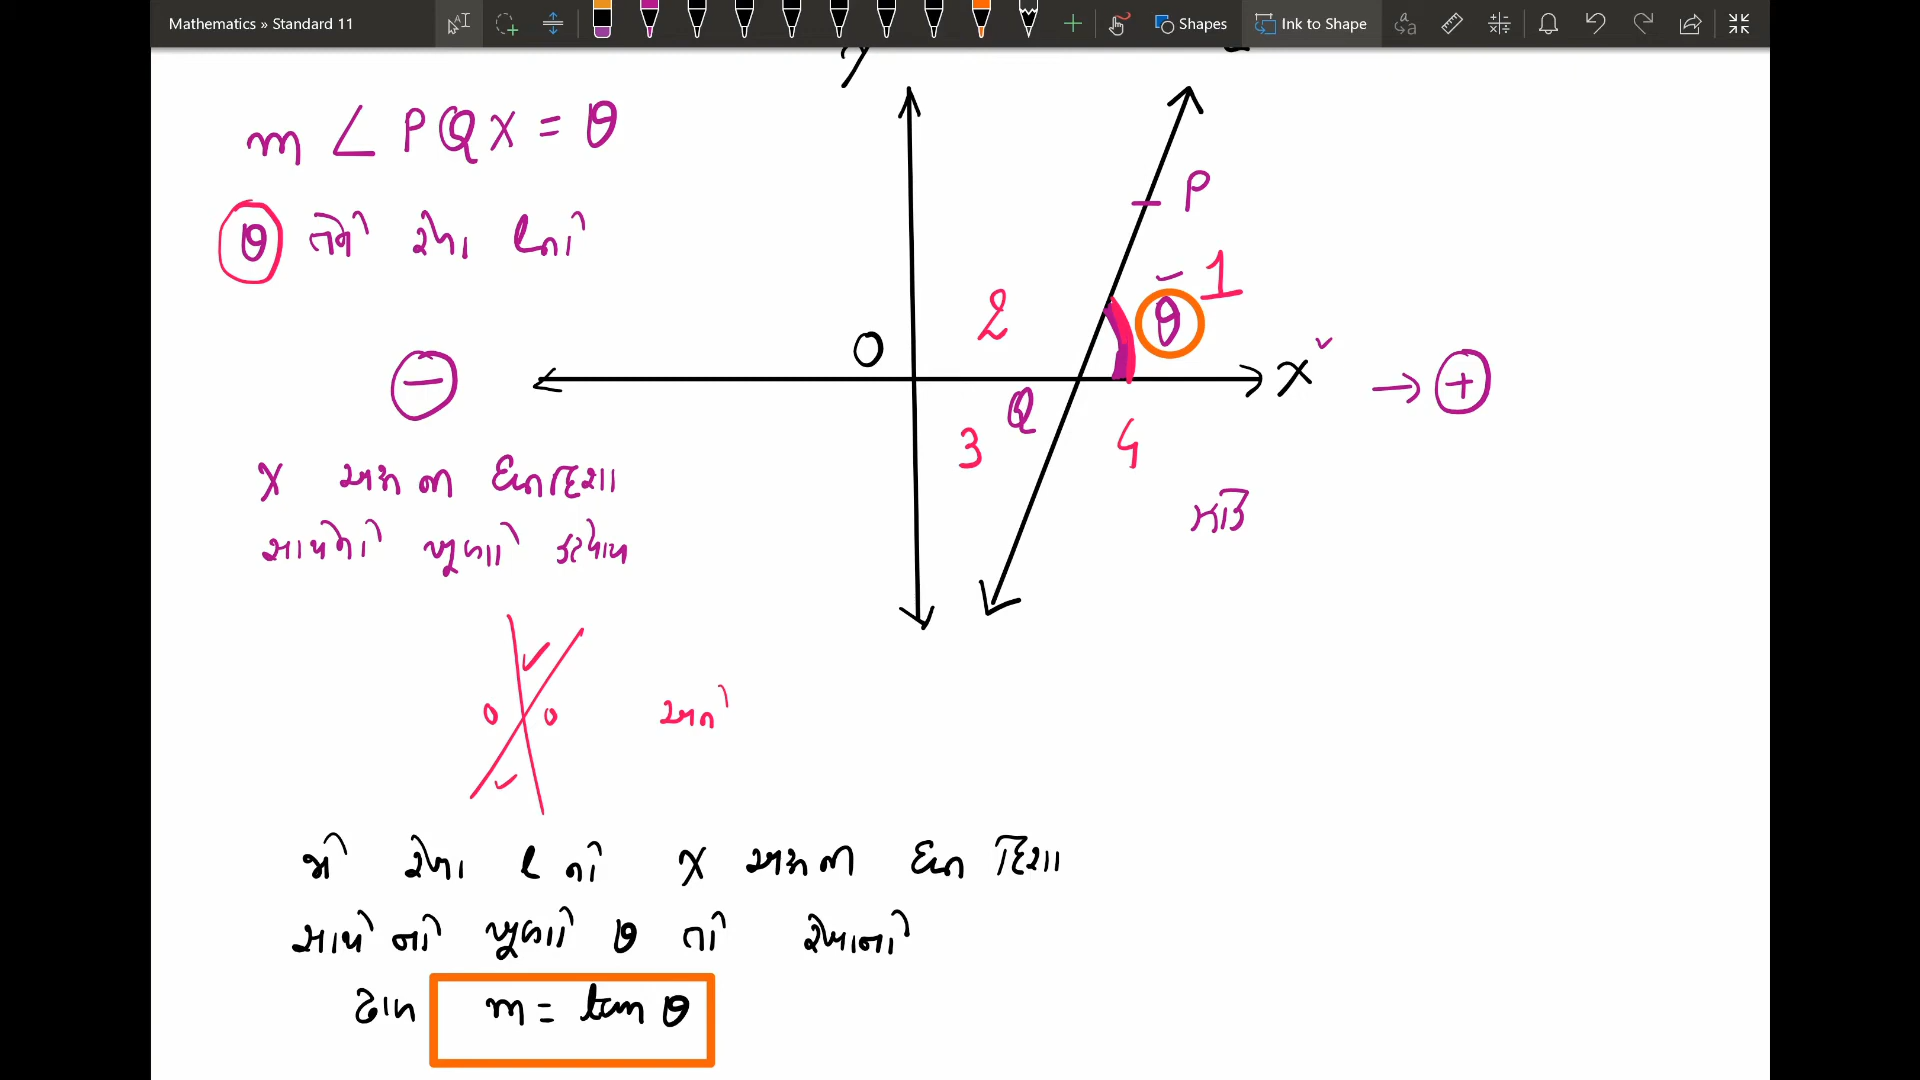 Mathematics » Standard 11
Shapes
Ink to Shape
y
m ∠ PQX = θ
θ તેને રેખા l ની
P
1
θ
2
O
X
→ +
−
Q
3
4
X અક્ષની ધન દિશા
સાથેનો ખૂણો કહેવાય
0 0
અને
જો રેખા l નો X અક્ષની ધન દિશા
સાથેનો ખૂણો θ તો રેખાનો
ઢાળ m = tan θ